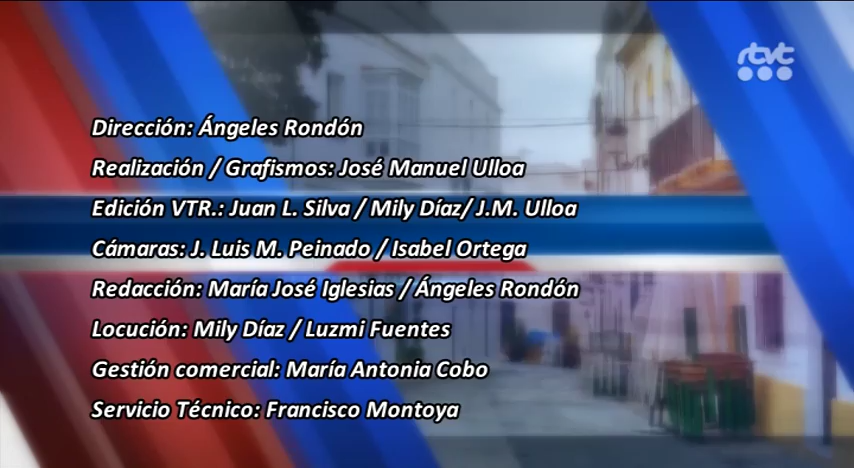 rtvt
Dirección: Ángeles Rondón
Realización / Grafismos: José Manuel Ulloa
Edición VTR.: Juan L. Silva / Mily Díaz/ J.M. Ulloa
Cámaras: J. Luis M. Peinado / Isabel Ortega
Redacción: María José Iglesias / Ángeles Rondón
Locución: Mily Díaz / Luzmi Fuentes
Gestión comercial: María Antonia Cobo
Servicio Técnico: Francisco Montoya